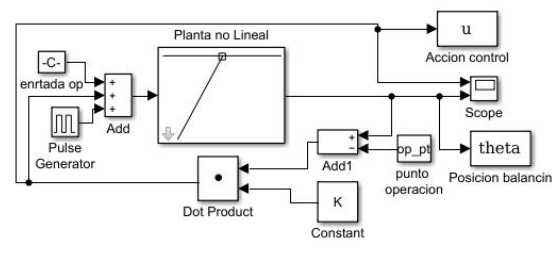 Planta no Lineal
u
Accion control
-C-
enrtada op
+
+
+
Add
Pulse
Generator
Scope
+
-
Add1
op_pt
punto
operacion
theta
Posicion balancin
Dot Product
K
Constant